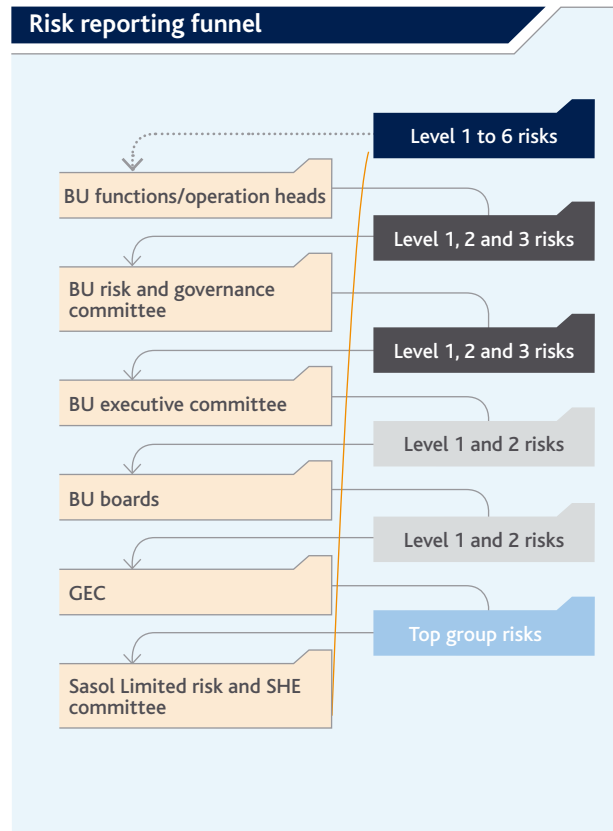 Risk reporting funnel
Level 1 to 6 risks
BU functions/operation heads
Level 1, 2 and 3 risks
BU risk and governance
committee
Level 1, 2 and 3 risks
BU executive committee
Level 1 and 2 risks
BU boards
Level 1 and 2 risks
GEC
Top group risks
Sasol Limited risk and SHE
committee